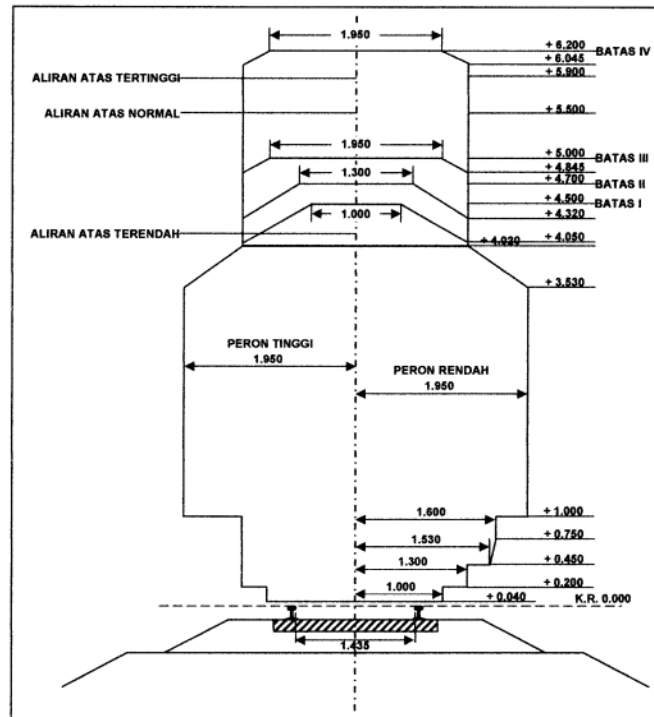 1.950
+ 6.200
BATAS IV
+ 6.045
ALIRAN ATAS TERTINGGI
+ 5.900
ALIRAN ATAS NORMAL
+ 5.500
1.950
+ 5.000
BATAS III
+ 4.845
1.300
+ 4.700
BATAS II
+ 4.500
BATAS I
1.000
+ 4.320
ALIRAN ATAS TERENDAH
+ 4.020
+ 4.050
+ 3.530
PERON TINGGI
1.950
PERON RENDAH
1.950
1.600
+ 1.000
+ 0.750
1.530
+ 0.450
1.300
+ 0.200
1.000
+ 0.040
K.R. 0.000
1.435